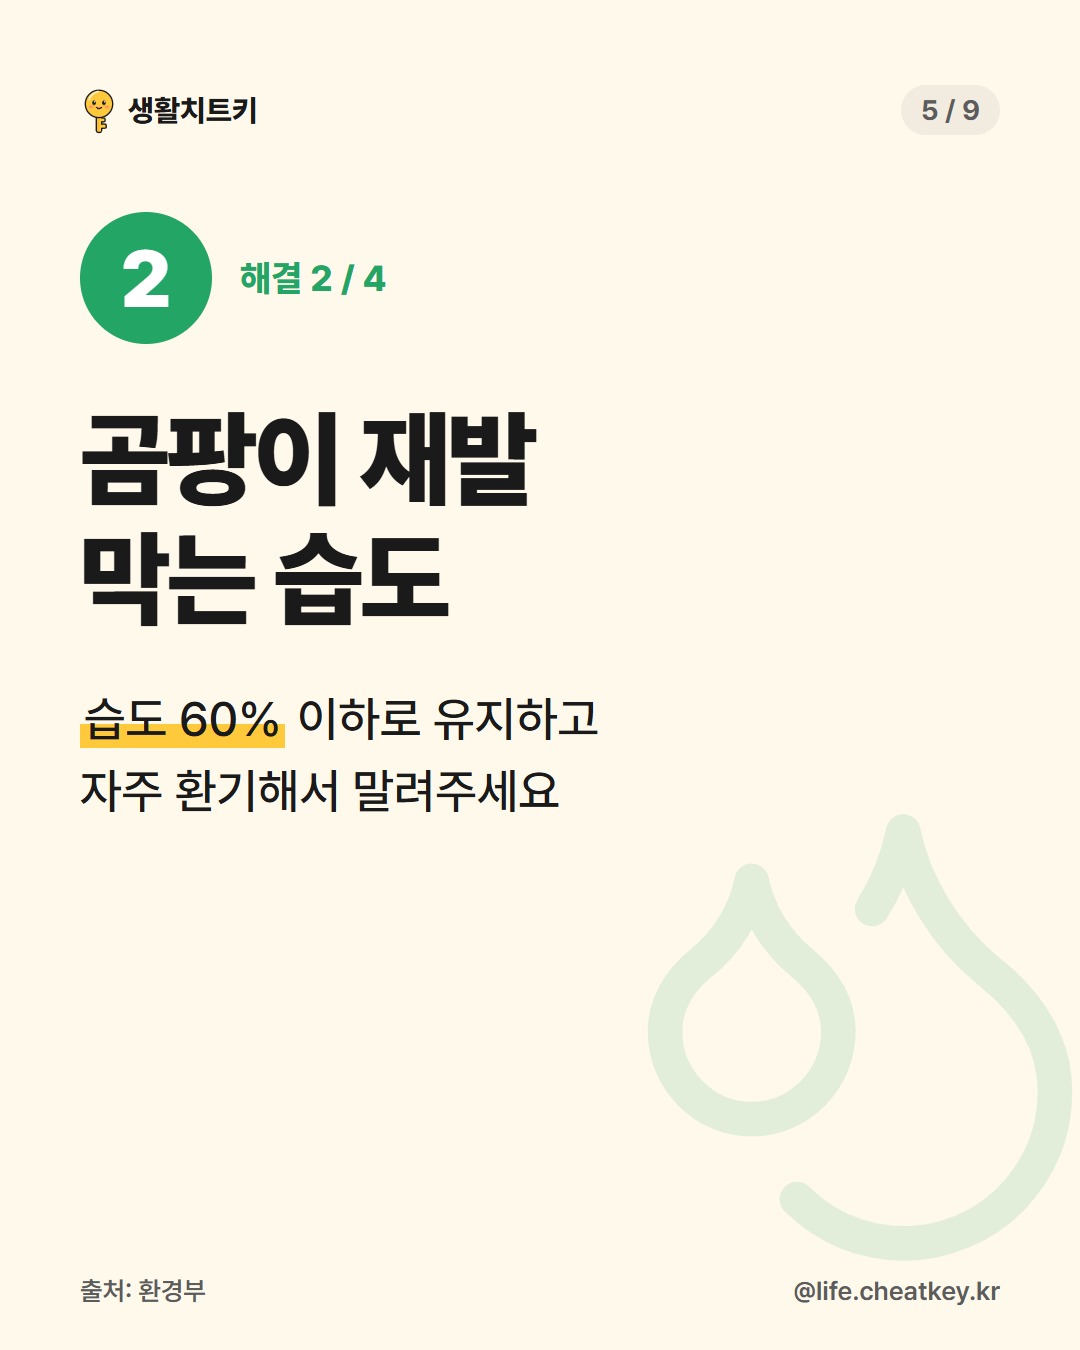 생활치트키
5 / 9
2
해결 2 / 4
곰팡이 재발
막는 습도
습도 60% 이하로 유지하고
자주 환기해서 말려주세요
출처: 환경부
@life.cheatkey.kr